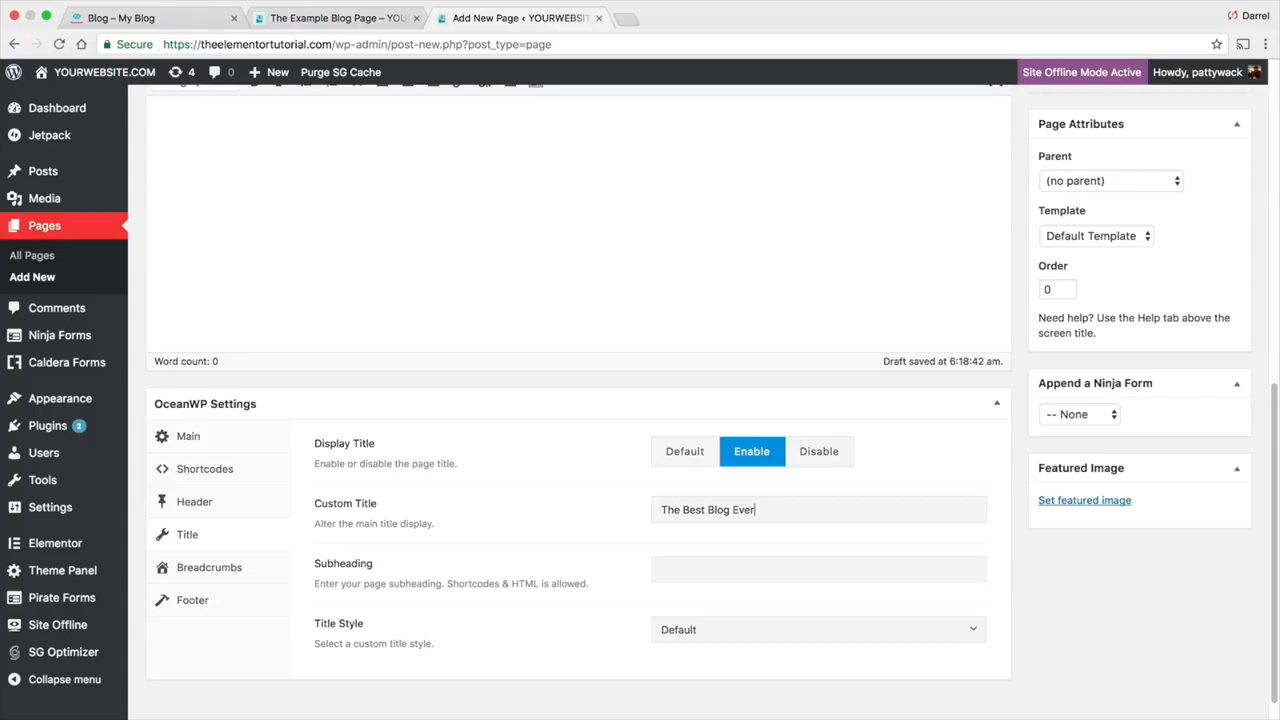 Blog – My Blog
The Example Blog Page – YOU
Add New Page ‹ YOURWEBSIT
Darrel
Secure
https://theelementortutorial.com/wp-admin/post-new.php?post_type=page
YOURWEBSITE.COM
4
0
New
Purge SG Cache
Site Offline Mode Active
Howdy, pattywack
Dashboard
Jetpack
Posts
Media
Pages
All Pages
Add New
Comments
Ninja Forms
Caldera Forms
Appearance
Plugins 2
Users
Tools
Settings
Elementor
Theme Panel
Pirate Forms
Site Offline
SG Optimizer
Collapse menu
Word count: 0
Draft saved at 6:18:42 am.
OceanWP Settings
Main
Shortcodes
Header
Title
Breadcrumbs
Footer
Display Title
Enable or disable the page title.
Default
Enable
Disable
Custom Title
Alter the main title display.
The Best Blog Ever
Subheading
Enter your page subheading. Shortcodes & HTML is allowed.
Title Style
Select a custom title style.
Default
Page Attributes
Parent
(no parent)
Template
Default Template
Order
0
Need help? Use the Help tab above the
screen title.
Append a Ninja Form
-- None
Featured Image
Set featured image